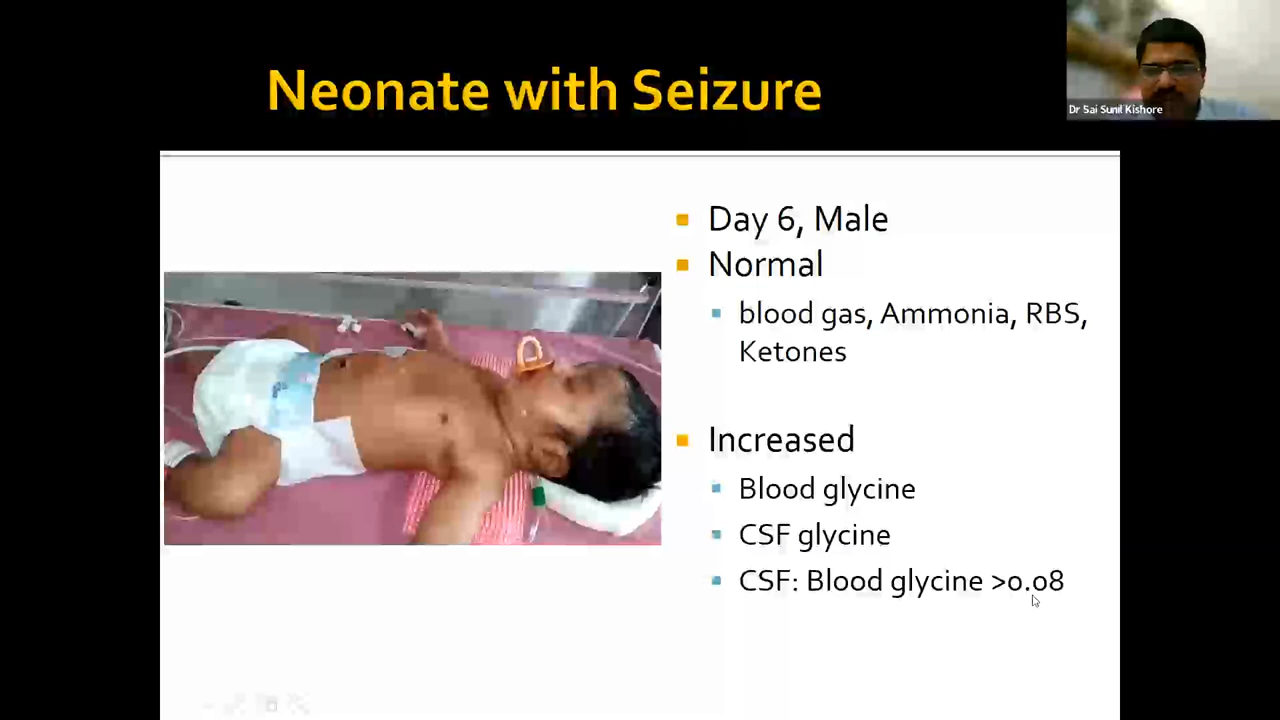 Neonate with Seizure
Dr Sai Sunil Kishore
Day 6, Male
Normal
blood gas, Ammonia, RBS,
Ketones
Increased
Blood glycine
CSF glycine
CSF: Blood glycine >0.08